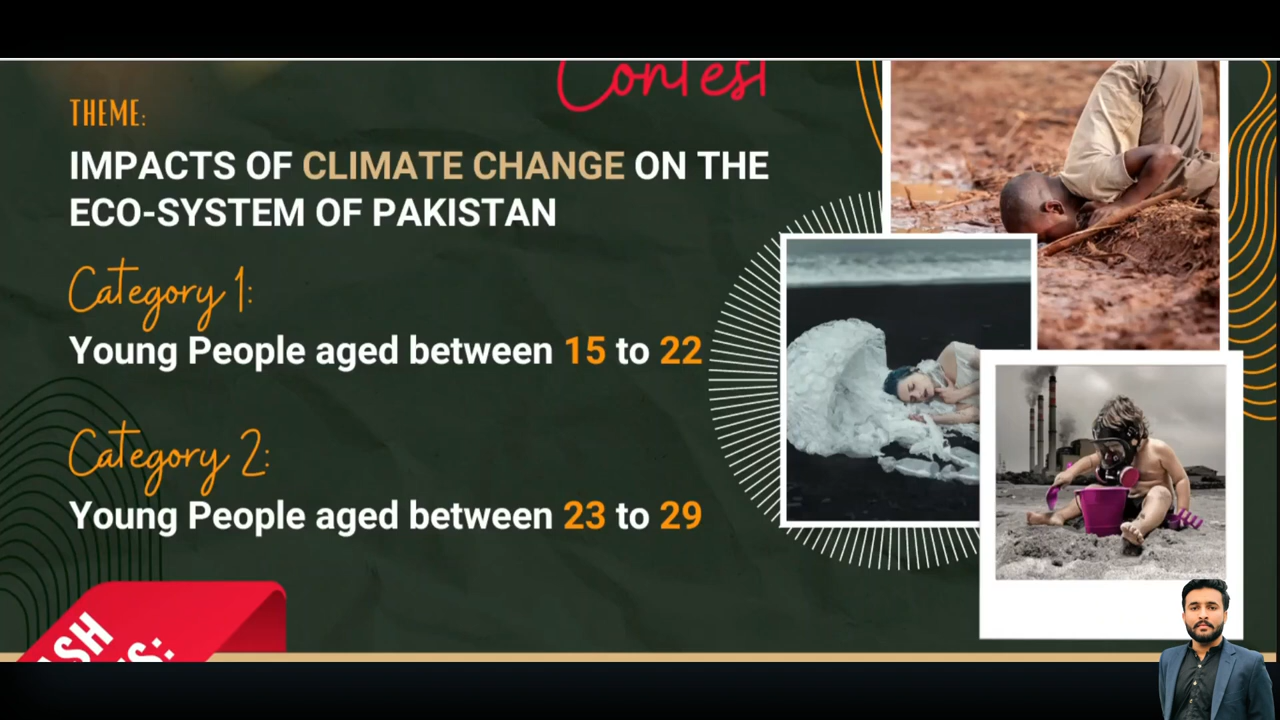 Contest
THEME:
IMPACTS OF CLIMATE CHANGE ON THE
ECO-SYSTEM OF PAKISTAN
Category 1:
Young People aged between 15 to 22
Category 2:
Young People aged between 23 to 29